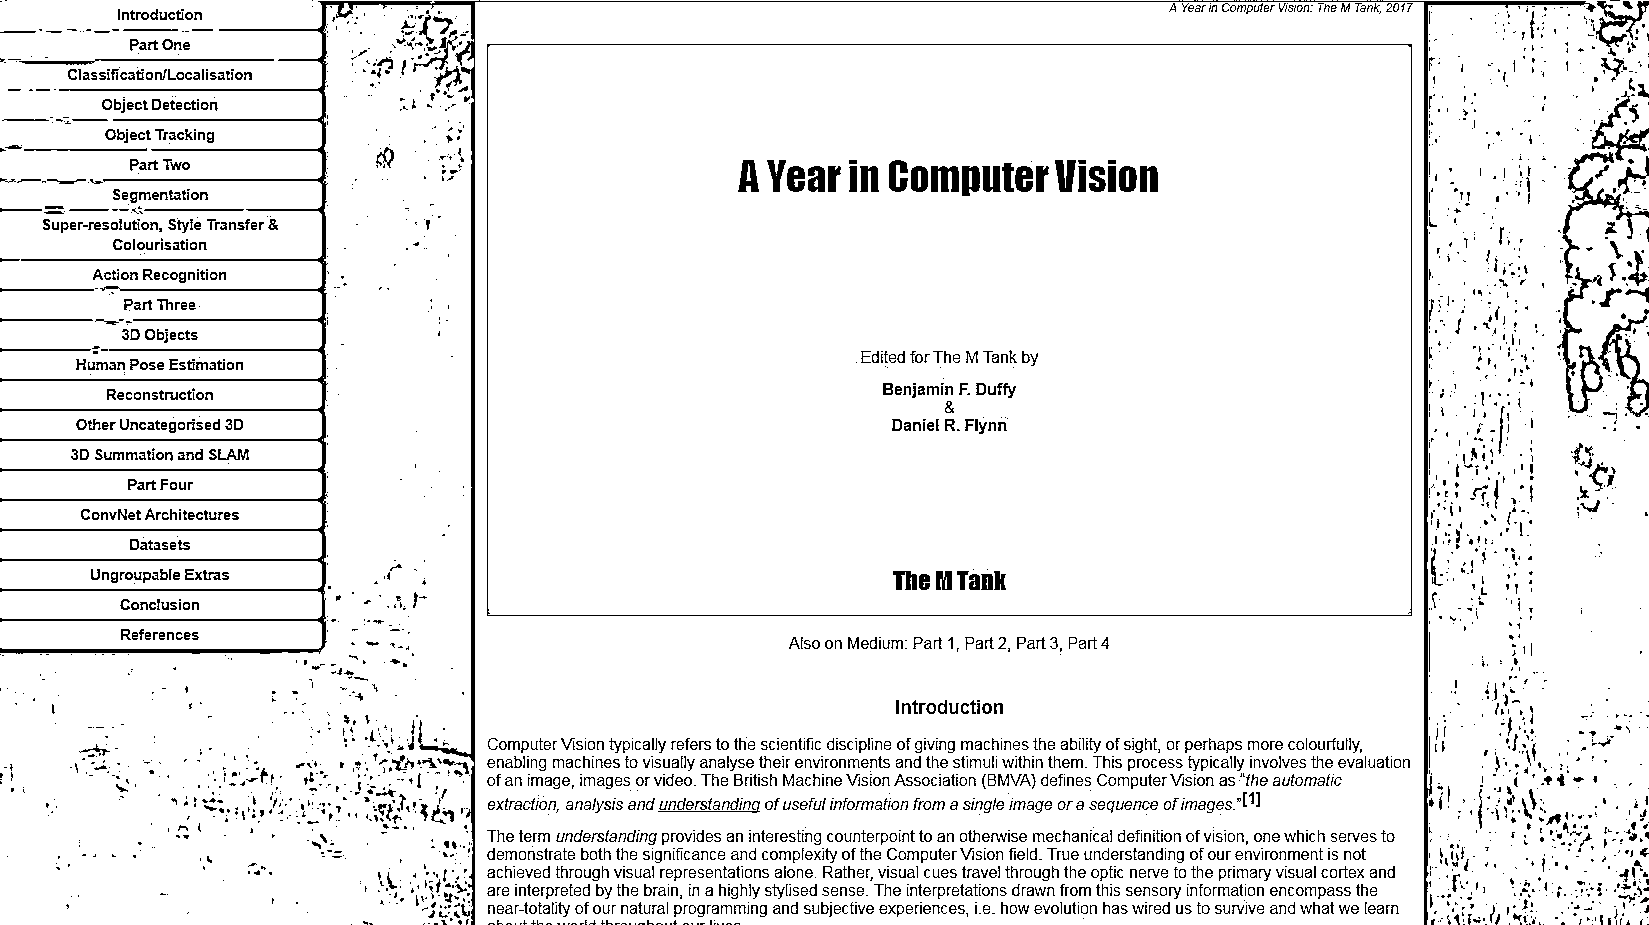 Introduction
Part One
Classification/Localisation
Object Detection
Object Tracking
Part Two
Segmentation
Super-resolution, Style Transfer &
Colourisation
Action Recognition
Part Three
3D Objects
Human Pose Estimation
Reconstruction
Other Uncategorised 3D
3D Summation and SLAM
Part Four
ConvNet Architectures
Datasets
Ungroupable Extras
Conclusion
References
A Year in Computer Vision: The M Tank, 2017
A Year in Computer Vision
Edited for The M Tank by
Benjamin F. Duffy
&
Daniel R. Flynn
The M Tank
Also on Medium: Part 1, Part 2, Part 3, Part 4
Introduction
Computer Vision typically refers to the scientific discipline of giving machines the ability of sight, or perhaps more colourfully,
enabling machines to visually analyse their environments and the stimuli within them. This process typically involves the evaluation
of an image, images or video. The British Machine Vision Association (BMVA) defines Computer Vision as “the automatic
extraction, analysis and understanding of useful information from a single image or a sequence of images.”[1]
The term understanding provides an interesting counterpoint to an otherwise mechanical definition of vision, one which serves to
demonstrate both the significance and complexity of the Computer Vision field. True understanding of our environment is not
achieved through visual representations alone. Rather, visual cues travel through the optic nerve to the primary visual cortex and
are interpreted by the brain, in a highly stylised sense. The interpretations drawn from this sensory information encompass the
near-totality of our natural programming and subjective experiences, i.e. how evolution has wired us to survive and what we learn
about the world throughout our lives.